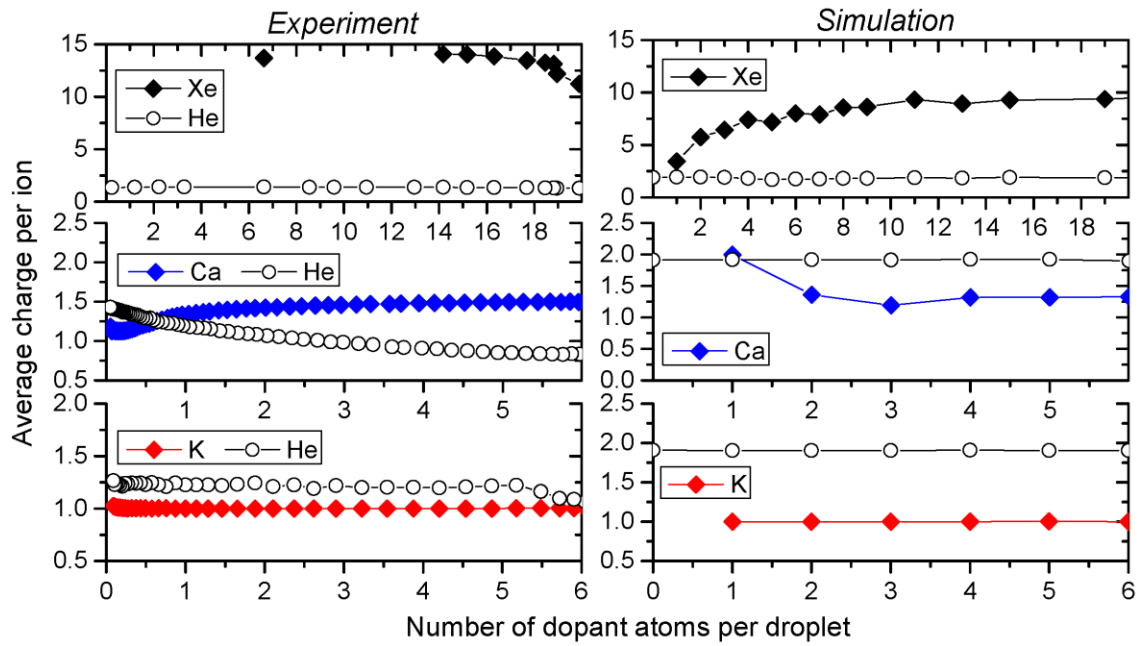 Experiment
Simulation
Average charge per ion
15
10
5
0
Xe
He
2 4 6 8 10 12 14 16 18
15
10
5
0
Xe
2 4 6 8 10 12 14 16 18
2.5
2.0
1.5
1.0
0.5
Ca He
1 2 3 4 5
2.5
2.0
1.5
1.0
0.5
0.0
Ca
1 2 3 4 5
2.0
1.5
1.0
0.5
K He
0 1 2 3 4 5 6
2.5
2.0
1.5
1.0
0.5
K
0 1 2 3 4 5 6
Number of dopant atoms per droplet